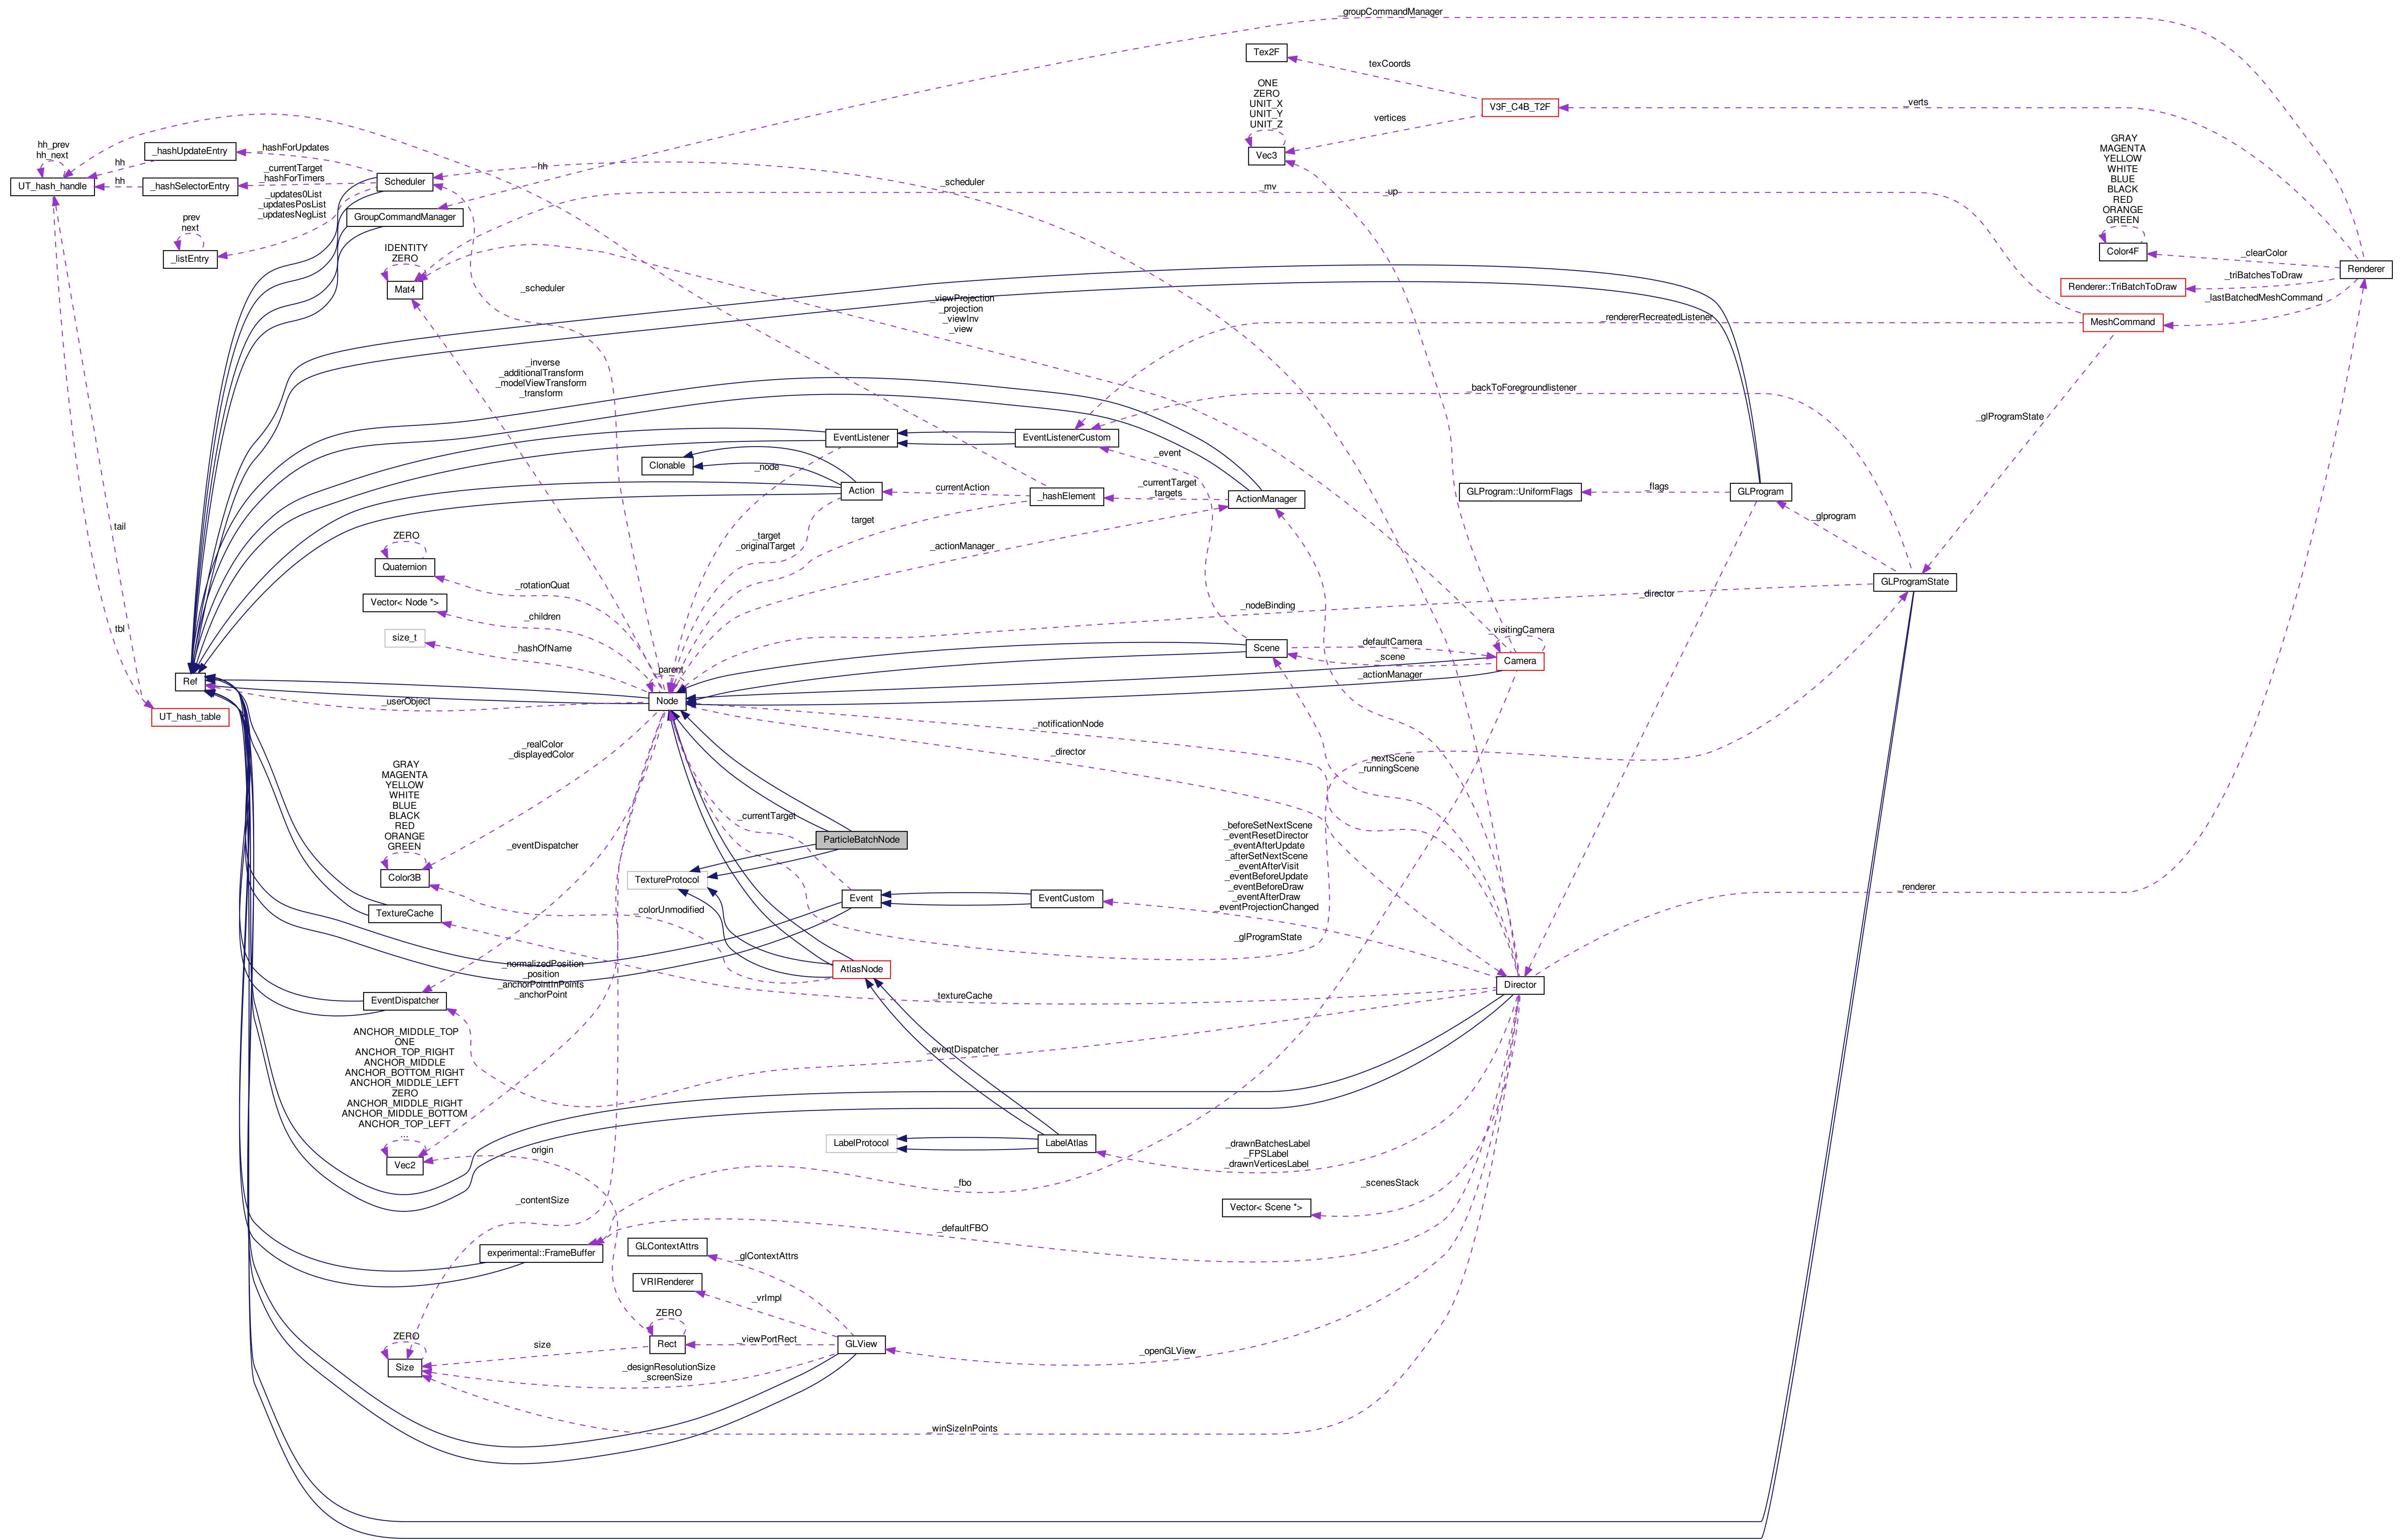 _groupCommandManager
Tex2F
texCoords
ONE
ZERO
UNIT_X
UNIT_Y
UNIT_Z
V3F_C4B_T2F
_verts
vertices
Vec3
GRAY
MAGENTA
YELLOW
WHITE
BLUE
BLACK
RED
ORANGE
GREEN
Color4F
hh_prev
hh_next
UT_hash_handle
hh
_hashUpdateEntry
_hashForUpdates
hh
_hashSelectorEntry
_currentTarget
_hashForTimers
Scheduler
_updates0List
_updatesPosList
_updatesNegList
GroupCommandManager
prev
next
_listEntry
hh
_scheduler
_up
_mv
_clearColor
Renderer
_triBatchesToDraw
Renderer::TriBatchToDraw
_lastBatchedMeshCommand
MeshCommand
IDENTITY
ZERO
Mat4
_scheduler
_viewProjection
_projection
_viewInv
_view
_rendererRecreatedListener
_inverse
_additionalTransform
_modelViewTransform
_transform
_backToForegroundlistener
_glProgramState
EventListener
EventListenerCustom
Clonable
_node
_event
Action
currentAction
_hashElement
_currentTarget
_targets
ActionManager
GLProgram::UniformFlags
_flags
GLProgram
_glprogram
tail
target
_target
_originalTarget
_actionManager
ZERO
Quaternion
_rotationQuat
GLProgramState
Vector< Node *>
_children
_nodeBinding
_director
tbl
size_t
_hashOfName
Scene
_defaultCamera
_visitingCamera
_scene
Camera
Ref
_parent
_actionManager
_userObject
Node
UT_hash_table
_notificationNode
_realColor
_displayedColor
_director
_nextScene
_runningScene
GRAY
MAGENTA
YELLOW
WHITE
BLUE
BLACK
RED
ORANGE
GREEN
Color3B
_currentTarget
ParticleBatchNode
_eventDispatcher
_beforeSetNextScene
_eventResetDirector
_eventAfterUpdate
_afterSetNextScene
_eventAfterVisit
_eventBeforeUpdate
_eventBeforeDraw
_eventAfterDraw
_eventProjectionChanged
TextureProtocol
_renderer
Event
EventCustom
TextureCache
_colorUnmodified
_glProgramState
_normalizedPosition
_position
_anchorPointInPoints
_anchorPoint
AtlasNode
Director
EventDispatcher
_textureCache
ANCHOR_MIDDLE_TOP
ONE
ANCHOR_TOP_RIGHT
ANCHOR_MIDDLE
ANCHOR_BOTTOM_RIGHT
ANCHOR_MIDDLE_LEFT
ZERO
ANCHOR_MIDDLE_RIGHT
ANCHOR_MIDDLE_BOTTOM
ANCHOR_TOP_LEFT
...
Vec2
_eventDispatcher
LabelProtocol
LabelAtlas
_drawnBatchesLabel
_FPSLabel
_drawnVerticesLabel
origin
_fbo
_scenesStack
Vector< Scene *>
_contentSize
_defaultFBO
experimental::FrameBuffer
GLContextAttrs
_glContextAttrs
VRIRenderer
_vrImpl
ZERO
Rect
_viewPortRect
GLView
_openGLView
ZERO
Size
size
_designResolutionSize
_screenSize
_winSizeInPoints